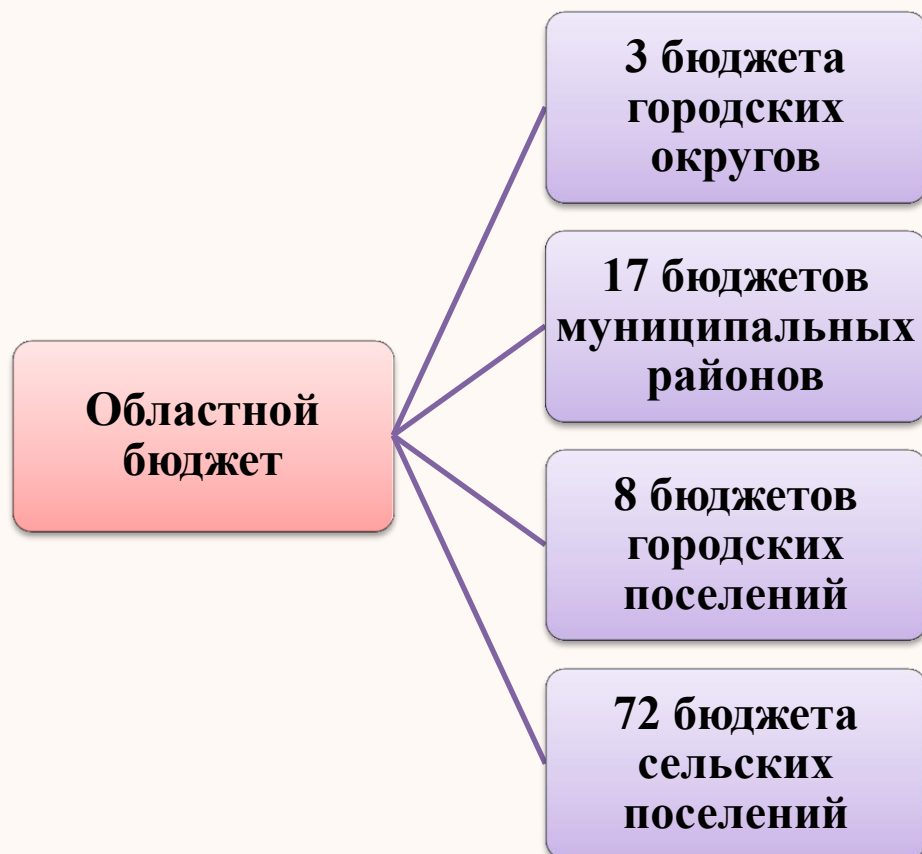 3 бюджета
городских
округов
17 бюджетов
муниципальных
районов
Областной
бюджет
8 бюджетов
городских
поселений
72 бюджета
сельских
поселений